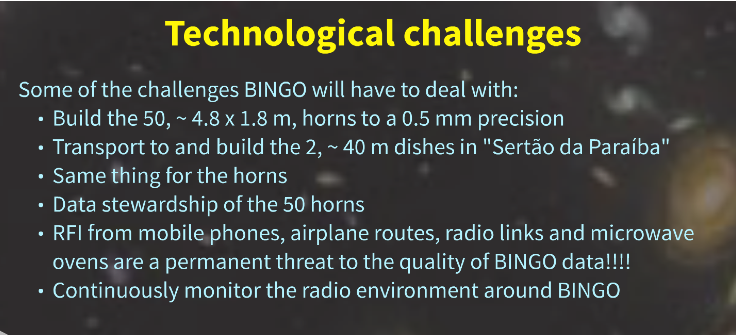 Technological challenges
Some of the challenges BINGO will have to deal with:
• Build the 50, ~ 4.8 x 1.8 m, horns to a 0.5 mm precision
• Transport to and build the 2, ~ 40 m dishes in "Sertão da Paraíba"
• Same thing for the horns
• Data stewardship of the 50 horns
• RFI from mobile phones, airplane routes, radio links and microwave
ovens are a permanent threat to the quality of BINGO data!!!!
• Continuously monitor the radio environment around BINGO